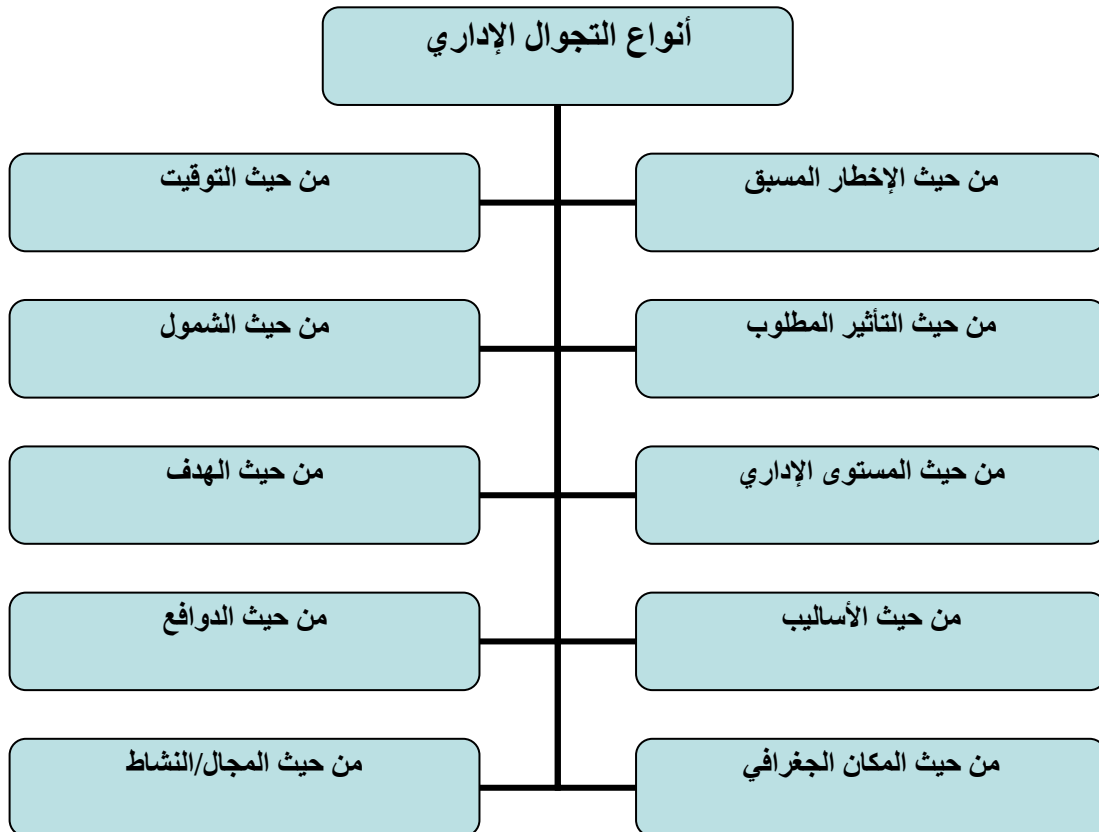 أنواع التجوال الإداري
من حيث الإخطار المسبق
من حيث التوقيت
من حيث التأثير المطلوب
من حيث الشمول
من حيث المستوى الإداري
من حيث الهدف
من حيث الأساليب
من حيث الدوافع
من حيث المكان الجغرافي
من حيث المجال/النشاط